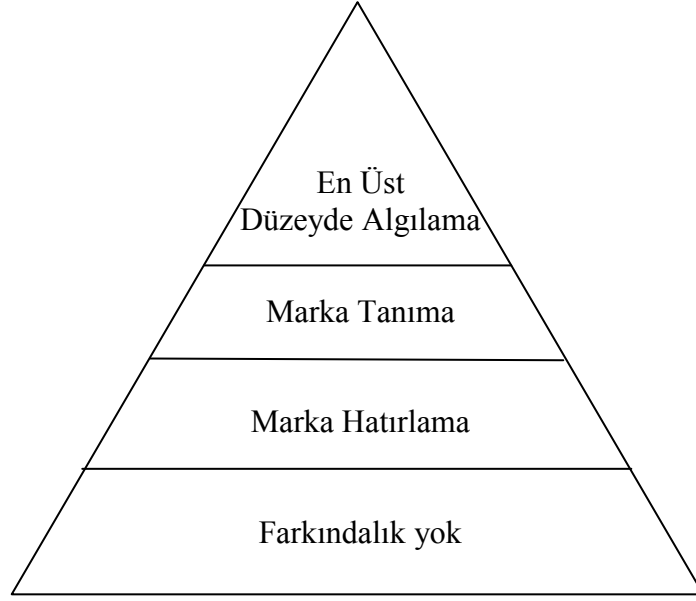 En Üst
Düzeyde Algılama
Marka Tanıma
Marka Hatırlama
Farkındalık yok